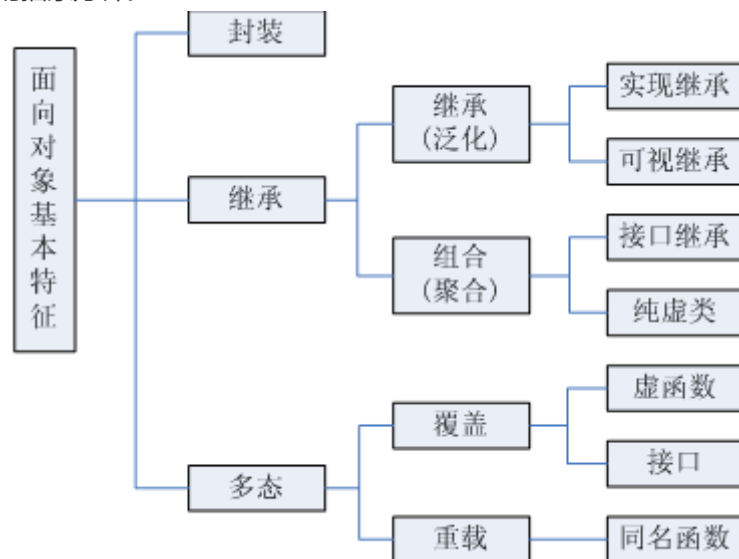 封装
面向对象基本特征
继承
(泛化)
实现继承
可视继承
继承
组合
(聚合)
接口继承
纯虚类
覆盖
虚函数
接口
多态
重载
同名函数